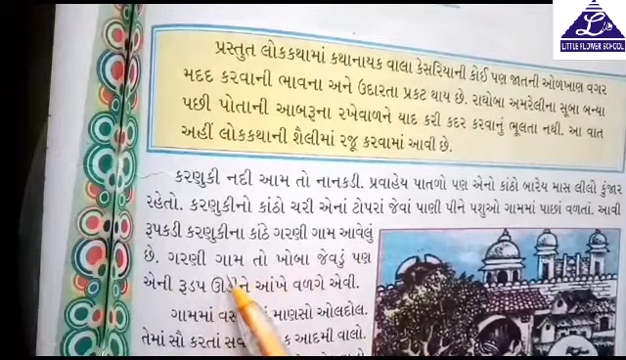 LITTLE FLOWER SCHOOL
પ્રસ્તુત લોકકથામાં કથાનાયક વાલા કેસરિયાની કોઈ પણ જાતની ઓળખાણ વગર
મદદ કરવાની ભાવના અને ઉદારતા પ્રકટ થાય છે. રાઘોબા અમરેલીના સૂબા બન્યા
પછી પોતાની આબરૂના રખેવાળને યાદ કરી કદર કરવાનું ભૂલતા નથી. આ વાત
અહીં લોકકથાની શૈલીમાં રજૂ કરવામાં આવી છે.
કરણુકી નદી આમ તો નાનકડી. પ્રવાહેય પાતળો પણ એનો કાંઠો બારેય માસ લીલો કુંજાર
રહેતો. કરણુકીનો કાંઠો ચરી એનાં ટોપરાં જેવાં પાણી પીને પશુઓ ગામમાં પાછાં વળતાં. આવી
રૂપકડી કરણુકીના કાંઠે ગરણી ગામ આવેલું
છે. ગરણી ગામ તો ખોબા જેવડું પણ
એની રૂડપ આંખે વળગે એવી.
ગામમાં માણસો ઓલદોલ.
તેમાં સૌ કરતાં આદમી વાલો.